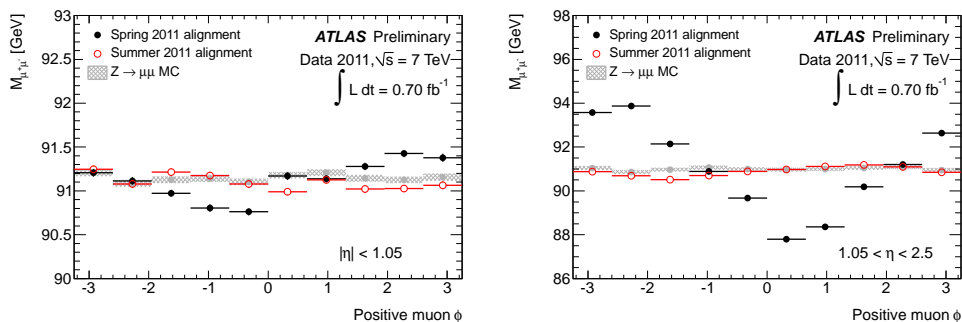 M_{μ⁺μ⁻} [GeV]
93
92.5
92
91.5
91
90.5
90
Spring 2011 alignment
Summer 2011 alignment
Z → μμ MC
ATLAS Preliminary
Data 2011, √s = 7 TeV
∫ L dt = 0.70 fb⁻¹
|η| < 1.05
-3 -2 -1 0 1 2 3
Positive muon ϕ
M_{μ⁺μ⁻} [GeV]
98
96
94
92
90
88
86
Spring 2011 alignment
Summer 2011 alignment
Z → μμ MC
ATLAS Preliminary
Data 2011, √s = 7 TeV
∫ L dt = 0.70 fb⁻¹
1.05 < η < 2.5
-3 -2 -1 0 1 2 3
Positive muon ϕ